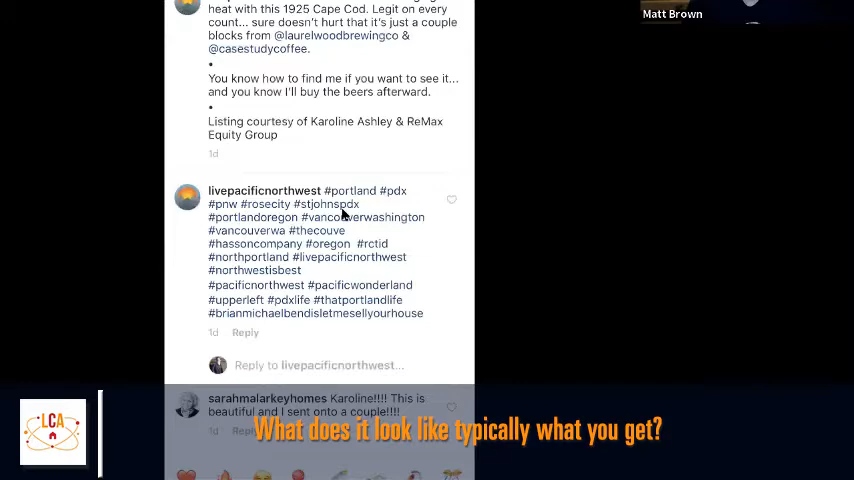 Matt Brown
heat with this 1925 Cape Cod. Legit on every
count... sure doesn't hurt that it's just a couple
blocks from @laurelwoodbrewingco &
@casestudycoffee.
•
You know how to find me if you want to see it...
and you know I'll buy the beers afterward.
•
Listing courtesy of Karoline Ashley & ReMax
Equity Group
1d
livepacificnorthwest #portland #pdx
#pnw #rosecity #stjohnspdx
#portlandoregon #vancouverwashington
#vancouverwa #thecouve
#hassoncompany #oregon #rctid
#northportland #livepacificnorthwest
#northwestisbest
#pacificnorthwest #pacificwonderland
#upperleft #pdxlife #thatportlandlife
#brianmichaelbendisletmesellyourhouse
1d Reply
Reply to livepacificnorthwest...
sarahmalarkeyhomes Karoline!!!! This is
beautiful and I sent onto a couple!!!!
1d
LCA
What does it look like typically what you get?